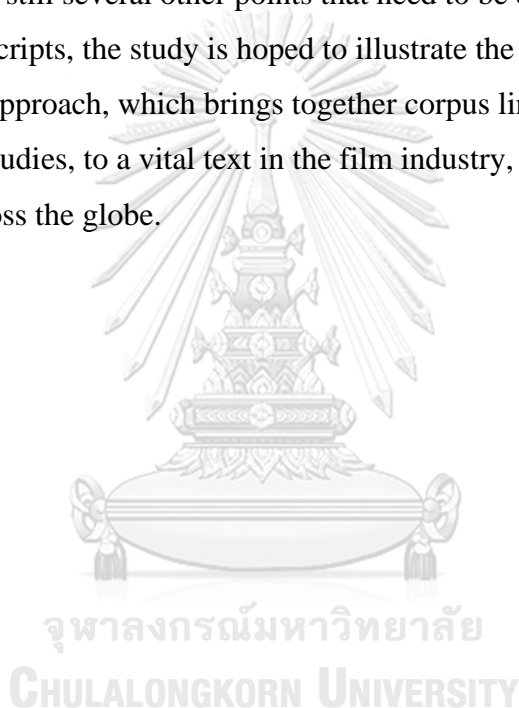 still several other points that need to be
cripts, the study is hoped to illustrate the
pproach, which brings together corpus
udies, to a vital text in the film industry,
oss the globe.
จุฬาลงกรณ์มหาวิทยาลัย
CHULALONGKORN UNIVERSITY